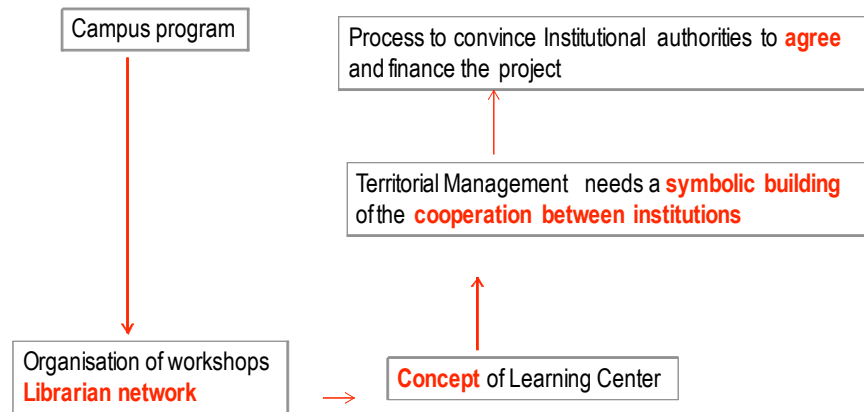 Campus program
Process to convince Institutional authorities to agree
and finance the project
Territorial Management needs a symbolic building
of the cooperation between institutions
Organisation of workshops
Librarian network
Concept of Learning Center